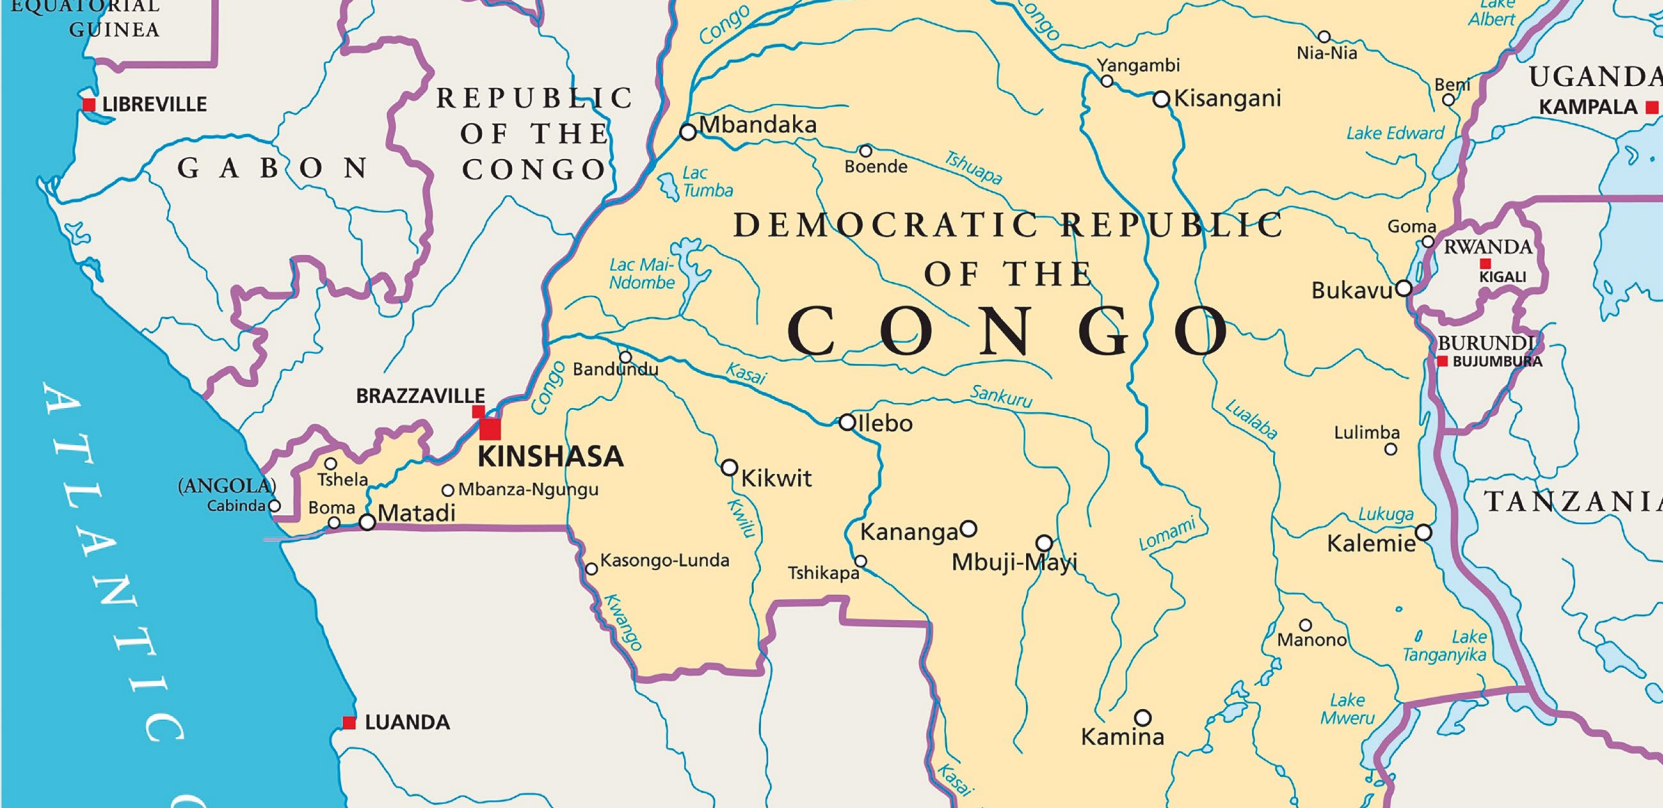 EQUATORIAL
GUINEA
LIBREVILLE
GABON
REPUBLIC
OF THE
CONGO
Congo
Congo
Lake
Albert
Nia-Nia
Yangambi
Kisangani
Beni
UGANDA
KAMPALA
Mbandaka
Lake Edward
Boende
Tshuapa
Lac
Tumba
DEMOCRATIC REPUBLIC
OF THE
CONGO
Goma
RWANDA
KIGALI
Lac Mai-
Ndombe
Bukavu
BURUNDI
BUJUMBURA
Bandundu
Kasai
Congo
BRAZZAVILLE
KINSHASA
Sankuru
Ilebo
Lualaba
Lulimba
Kikwit
(ANGOLA)
Cabinda
Tshela
Boma
Matadi
Mbanza-Ngungu
Kwilu
Kananga
Mbuji-Mayi
Lomami
Lukuga
Kalemie
TANZANIA
Kasongo-Lunda
Tshikapa
Kwango
Manono
Lake
Tanganyika
Lake
Mweru
Kamina
LUANDA
Kasai
ATLANTIC O